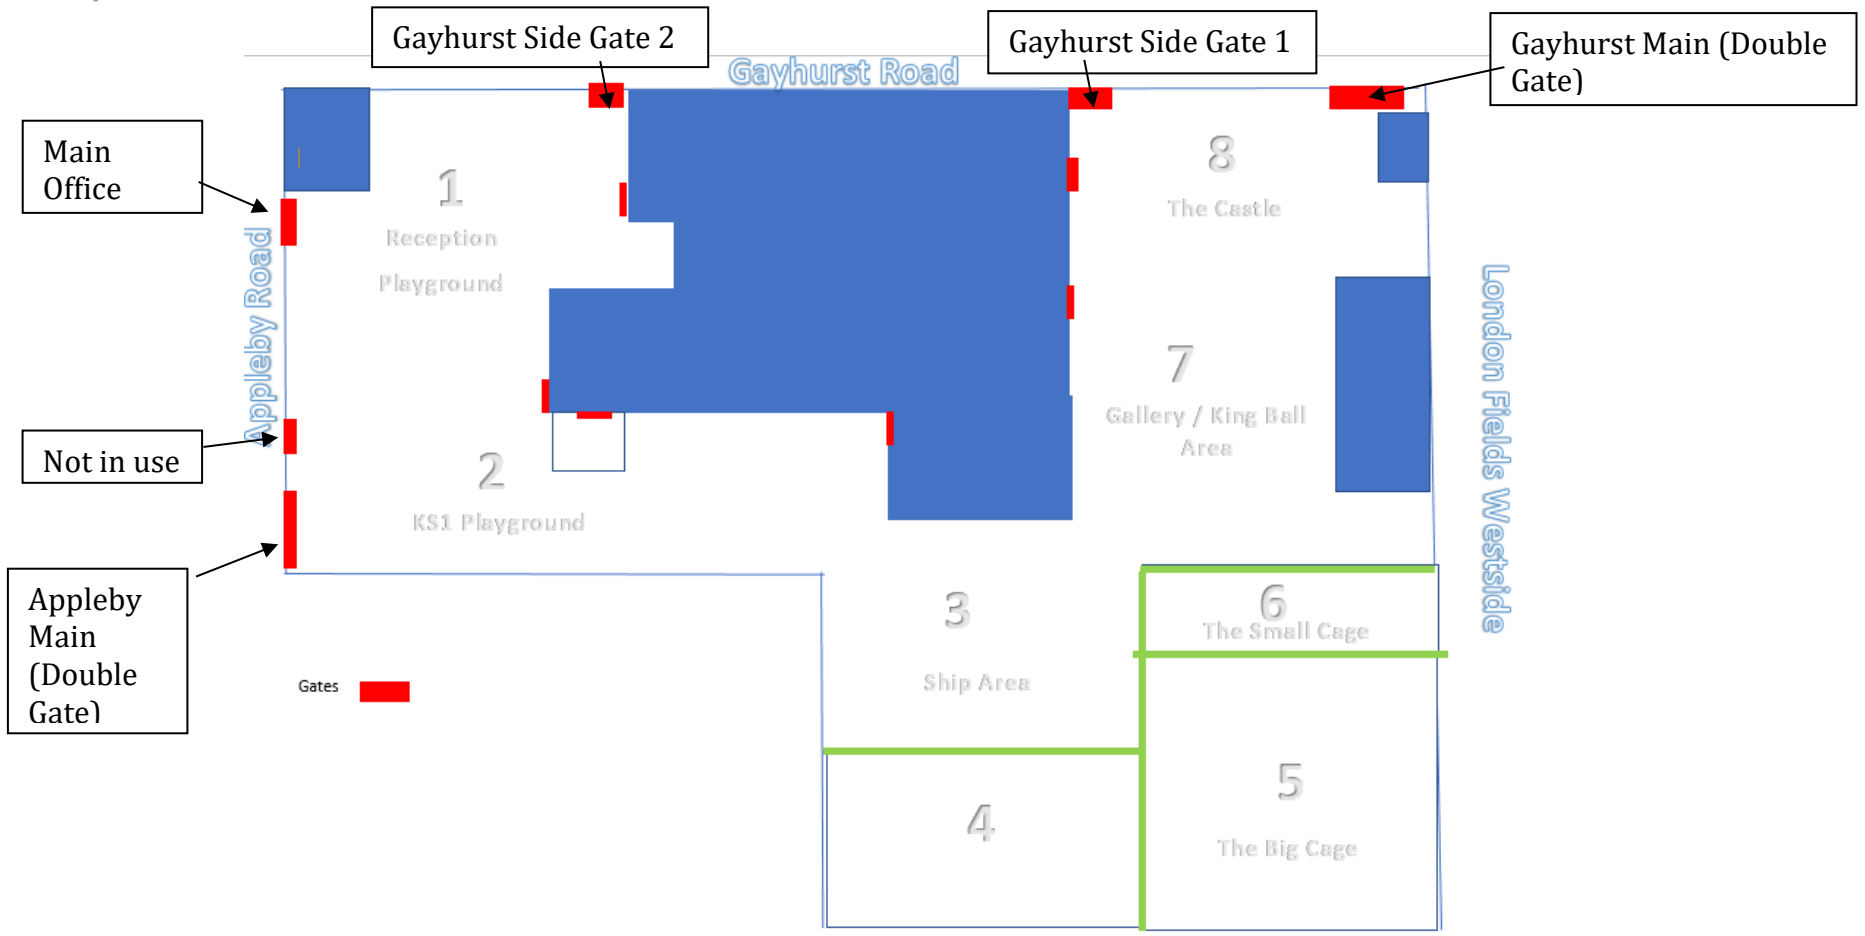 Gayhurst Side Gate 2
Gayhurst Side Gate 1
Gayhurst Main (Double
Gate)
Gayhurst Road
Main
Office
1
Reception
Playground
8
The Castle
Appleby Road
London Fields Westside
7
Gallery / King Ball
Area
Not in use
2
KS1 Playground
Appleby
Main
(Double
Gate)
3
Ship Area
6
The Small Cage
Gates
4
5
The Big Cage